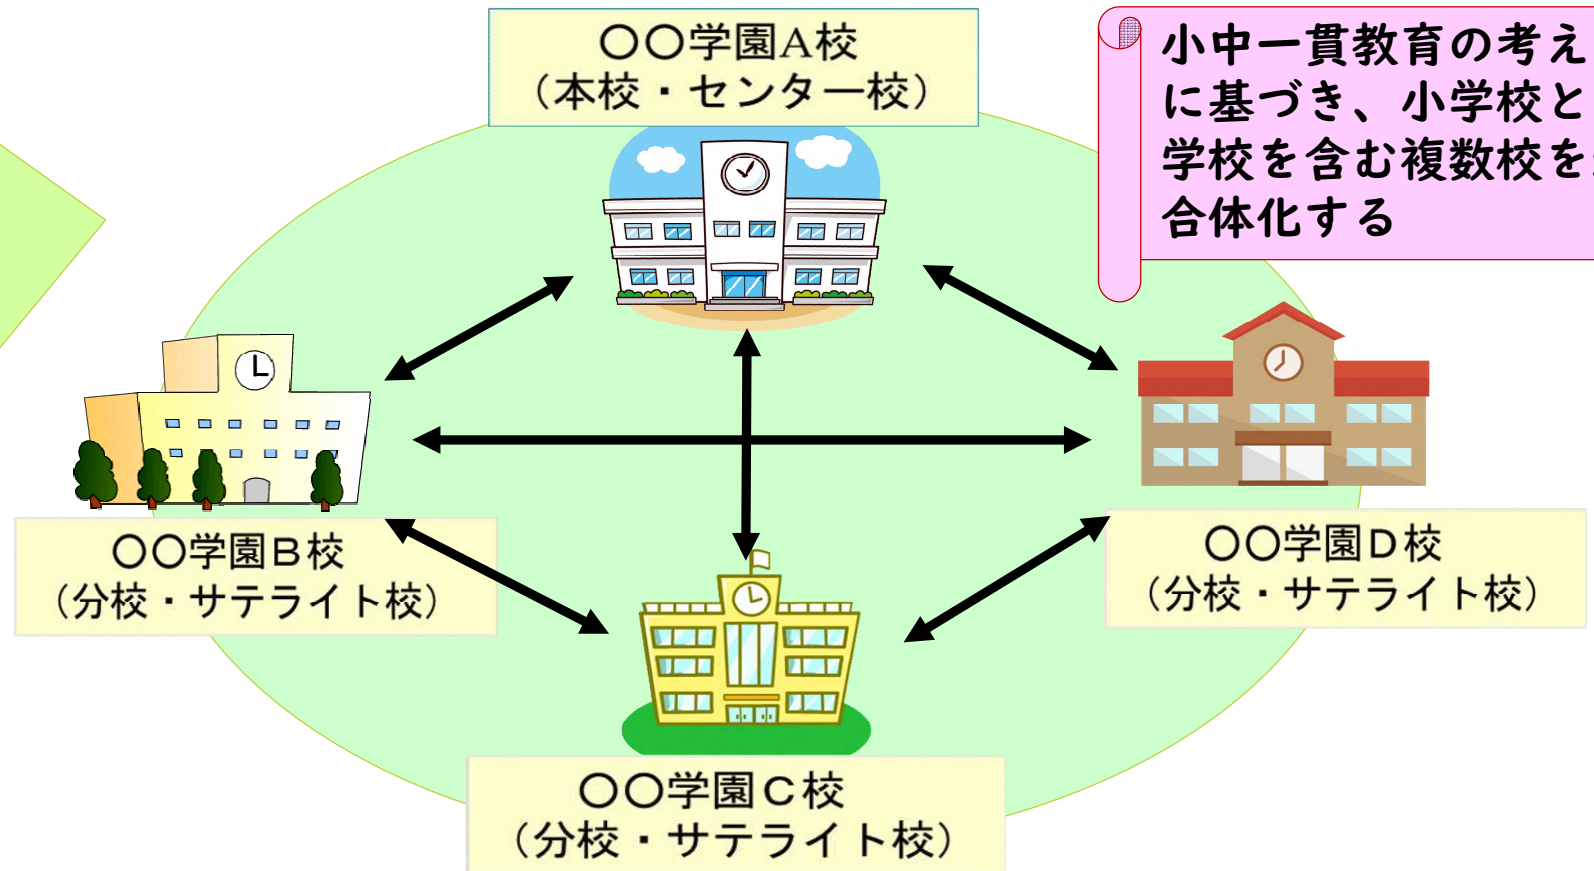 〇〇学園A校
（本校・センター校）
小中一貫教育の考え
に基づき、小学校と
学校を含む複数校を
合体化する
〇〇学園Ｂ校
（分校・サテライト校）
〇〇学園Ｄ校
（分校・サテライト校）
〇〇学園Ｃ校
（分校・サテライト校）